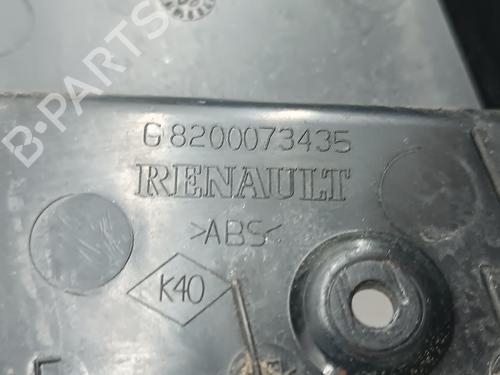 G 8200073435
RENAULT
>ABS<
K40
B-PARTS